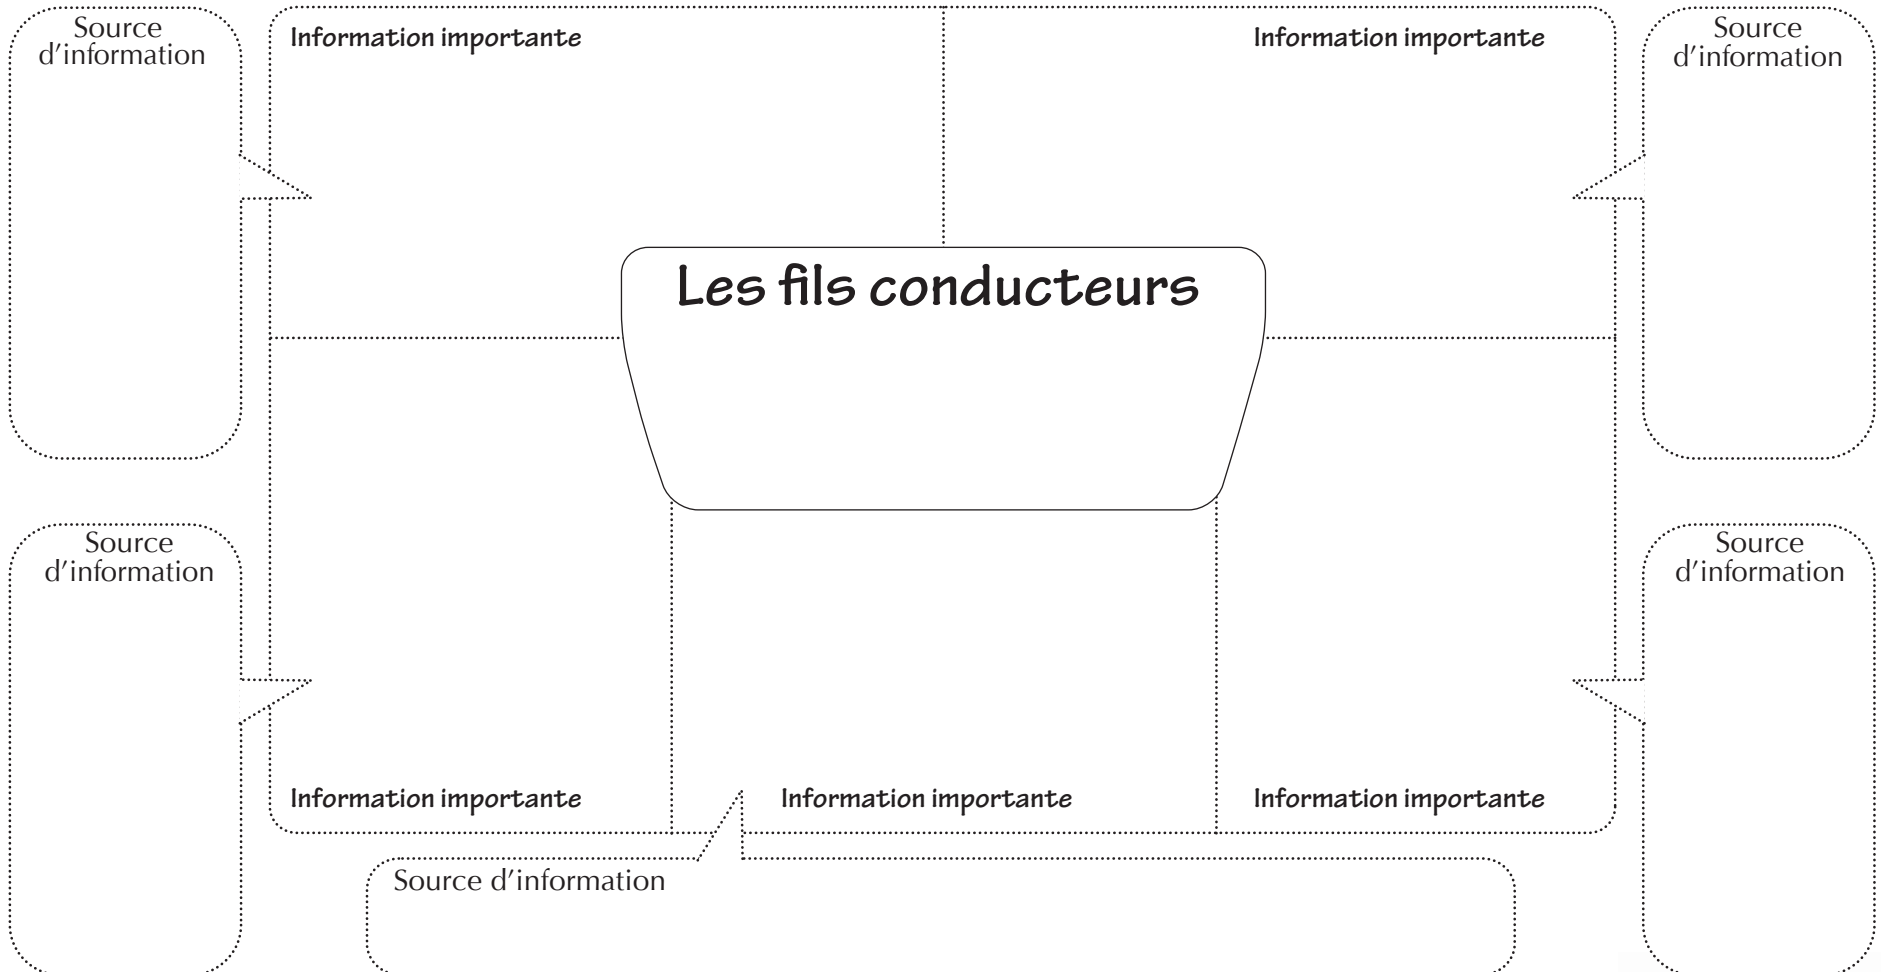 Source
d'information
Information importante
Information importante
Source
d'information
Les fils conducteurs
Source
d'information
Source
d'information
Information importante
Information importante
Information importante
Source d'information